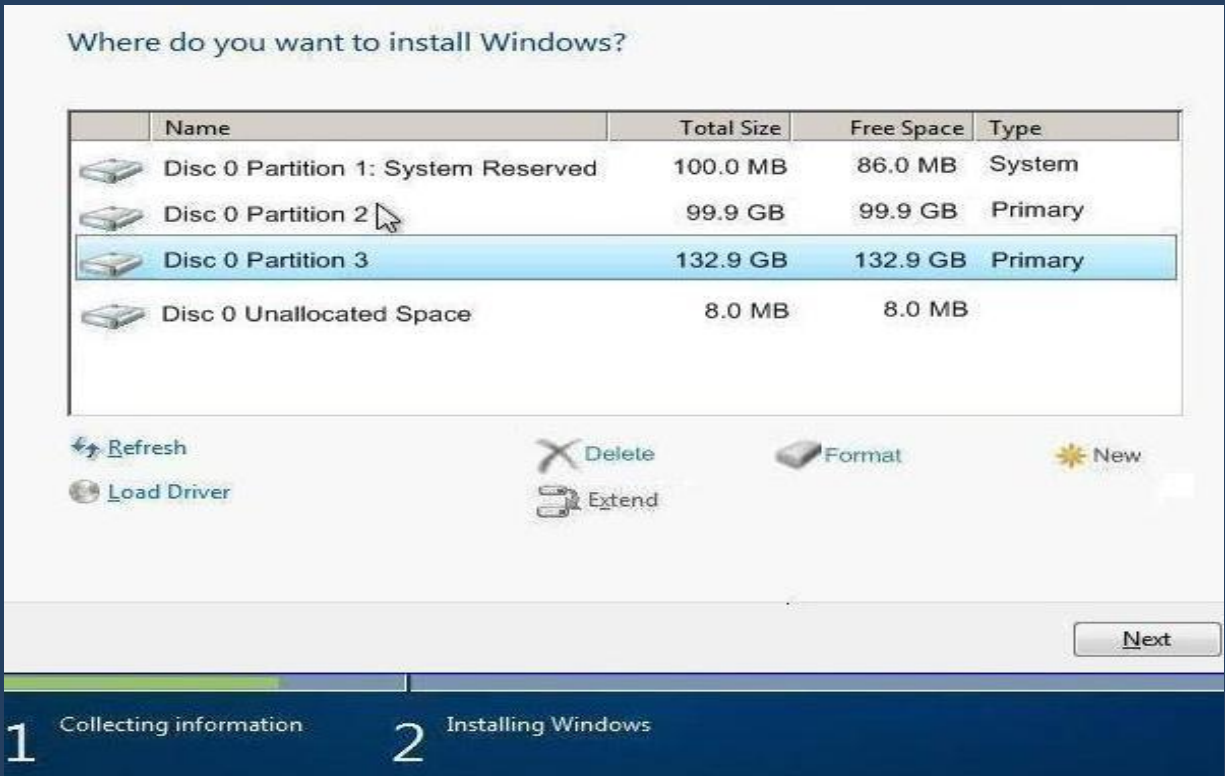 Where do you want to install Windows?
Name Total Size Free Space Type
Disc 0 Partition 1: System Reserved 100.0 MB 86.0 MB System
Disc 0 Partition 2 99.9 GB 99.9 GB Primary
Disc 0 Partition 3 132.9 GB 132.9 GB Primary
Disc 0 Unallocated Space 8.0 MB 8.0 MB
Refresh Delete Format New
Load Driver Extend
Next
1 Collecting information 2 Installing Windows